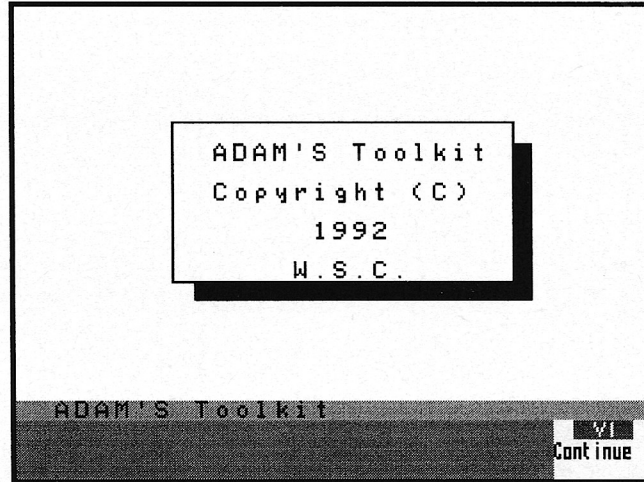 ADAM'S Toolkit
Copyright (C)
1992
W.S.C.
ADAM'S Toolkit
VI
Continue